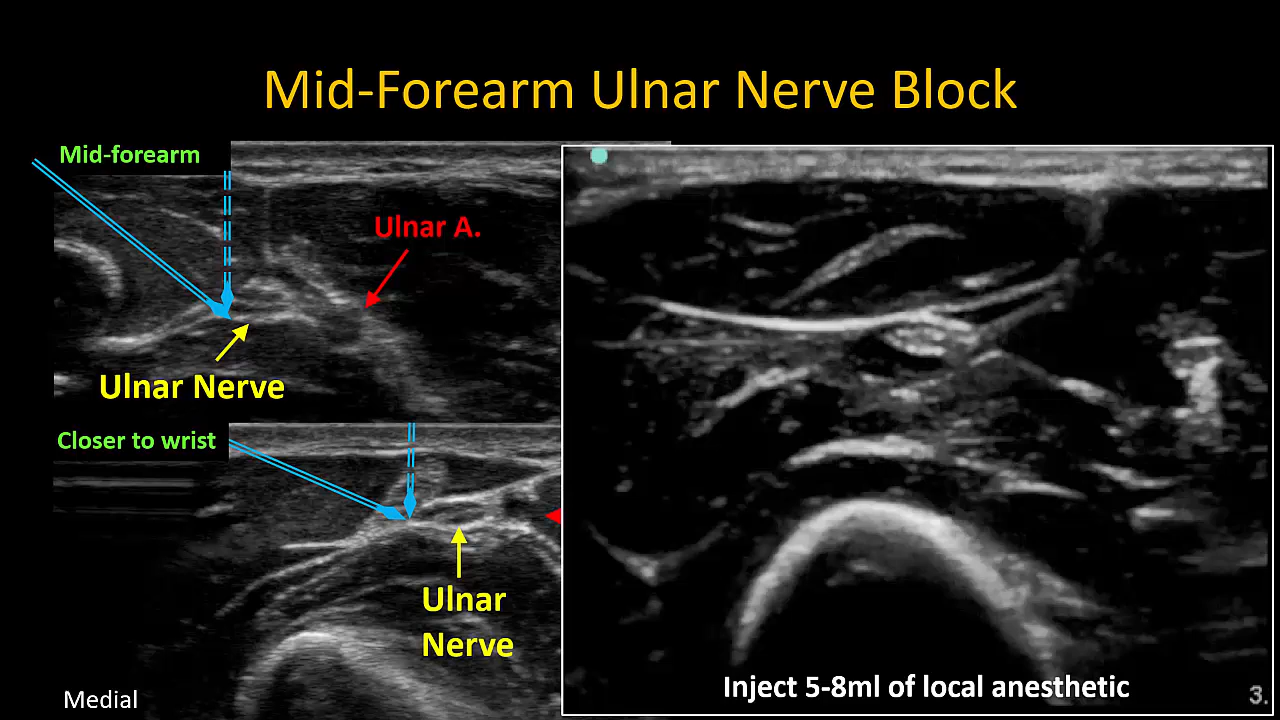 Mid-Forearm Ulnar Nerve Block
Mid-forearm
Ulnar A.
Ulnar Nerve
Closer to wrist
Ulnar
Nerve
Medial
Inject 5-8ml of local anesthetic
3.